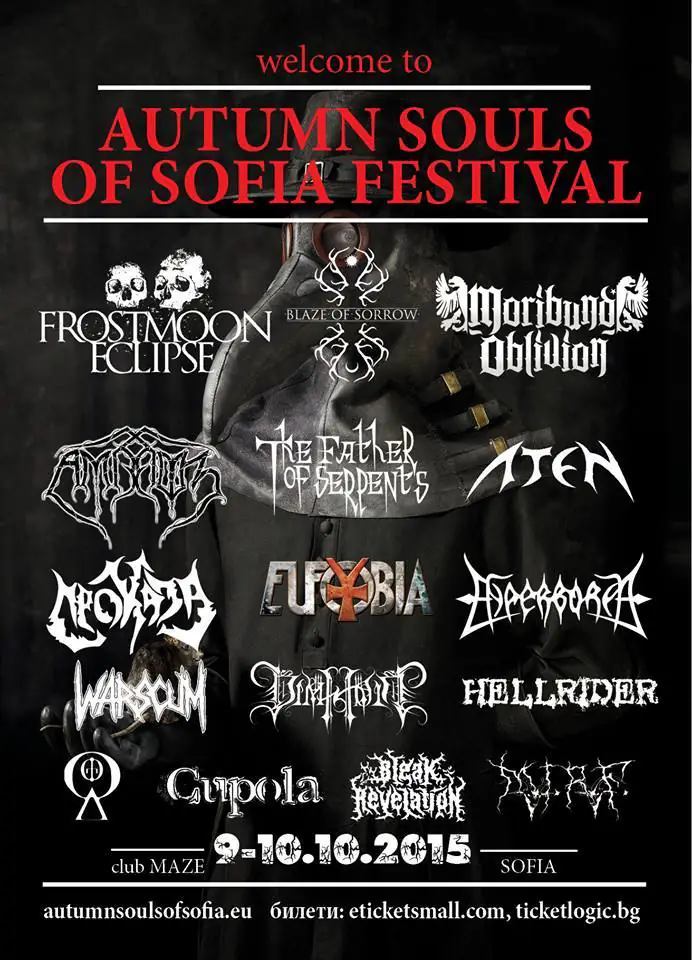 welcome to
AUTUMN SOULS
OF SOFIA FESTIVAL
FROSTMOON
ECLIPSE
BLAZE OF SORROW
Moribund
Oblivion
THE FATHER
OF SERPENTS
ATEN
ПРОКАЗА
EUFOBIA
HYPERBOREA
WARSCUM
HELLRIDER
Cupola
Bleak
Revelation
9-10.10.2015
club MAZE
SOFIA
autumnsoulsofsofia.eu билети: eticketsmall.com, ticketlogic.bg